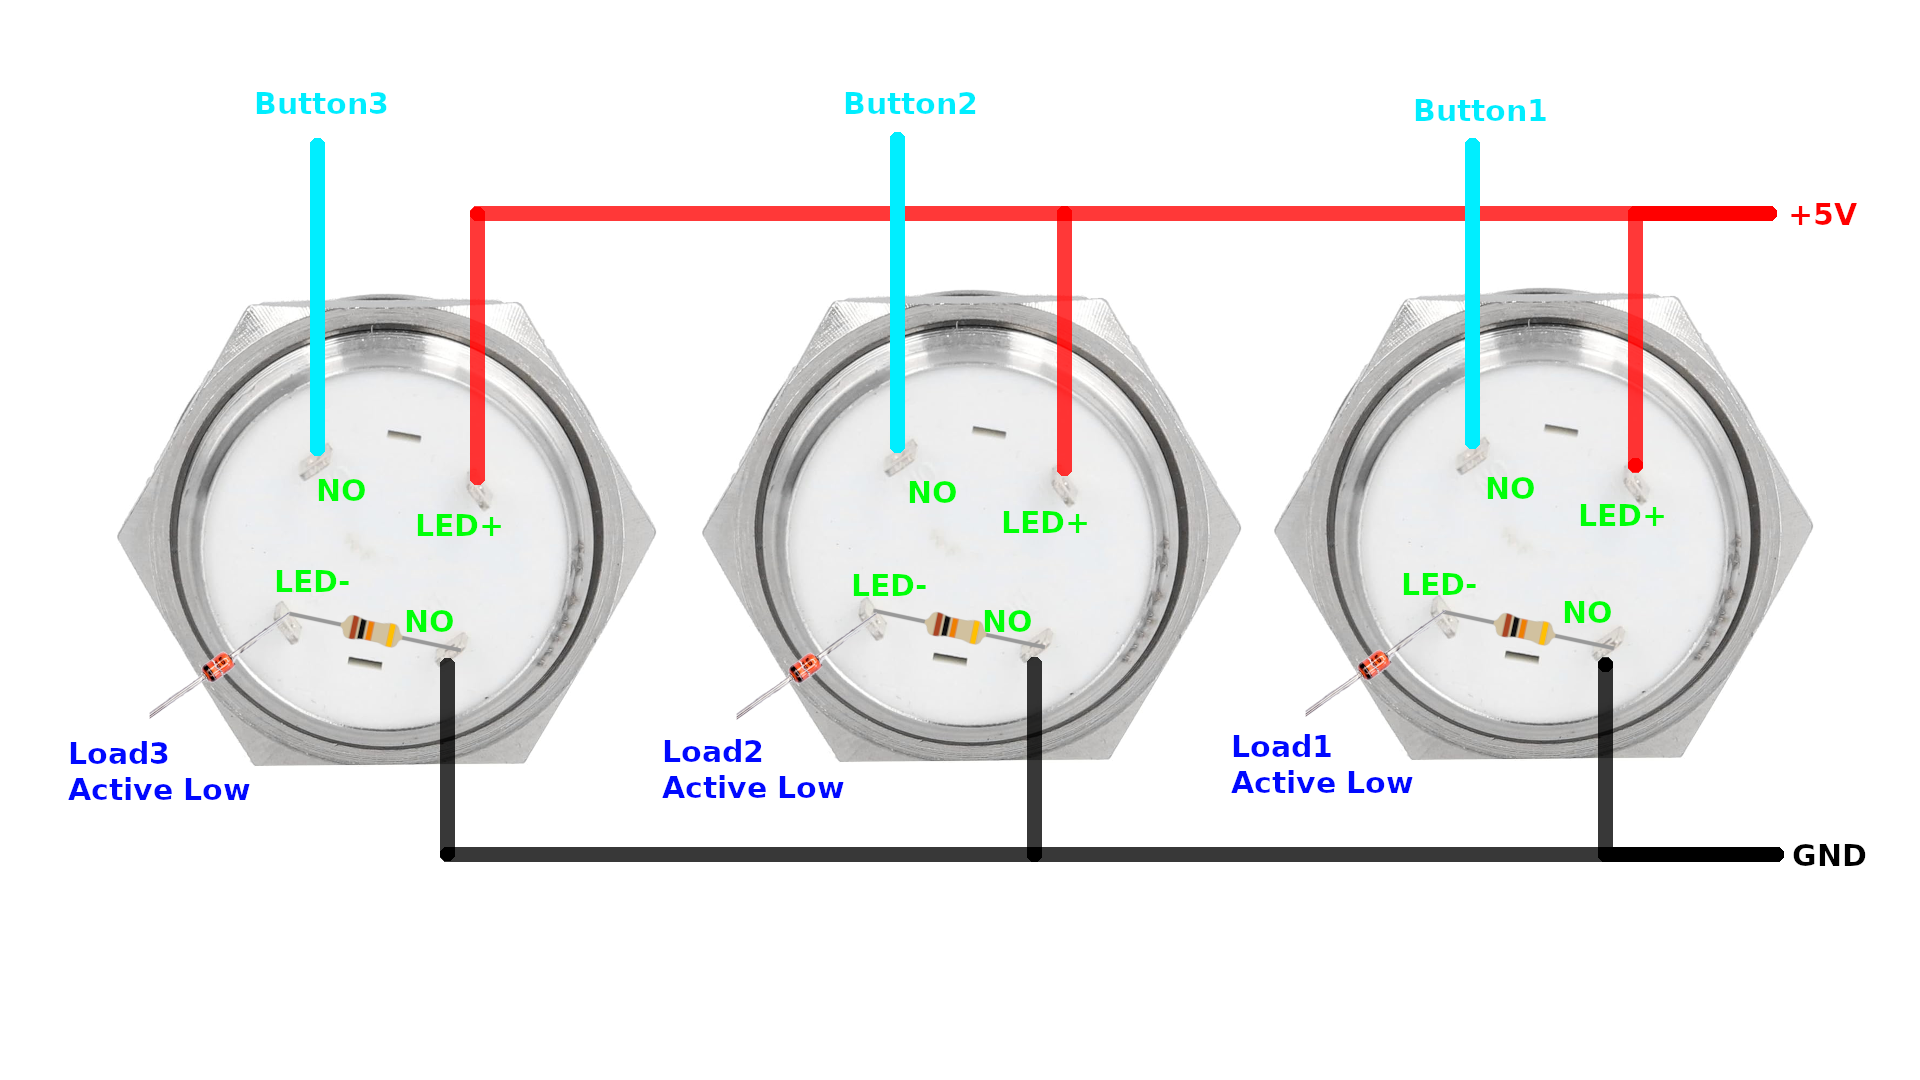 Button3
Button2
Button1
+5V
NO
LED+
LED-
NO
NO
LED+
LED-
NO
NO
LED+
LED-
NO
Load3
Active Low
Load2
Active Low
Load1
Active Low
GND